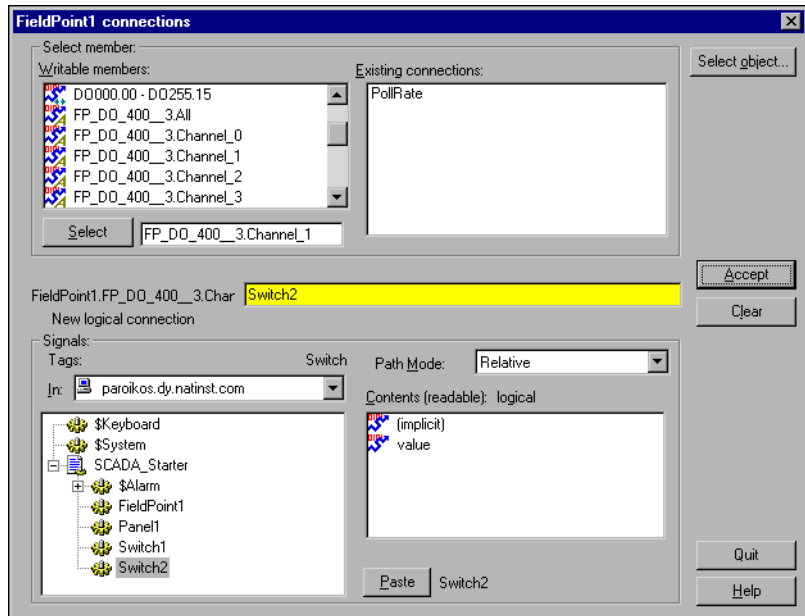 FieldPoint1 connections
Select member:
Writable members:
Existing connections:
Select object...
DO000.00 - DO255.15
FP_DO_400__3.All
FP_DO_400__3.Channel_0
FP_DO_400__3.Channel_1
FP_DO_400__3.Channel_2
FP_DO_400__3.Channel_3
PollRate
Select
FP_DO_400__3.Channel_1
Accept
FieldPoint1.FP_DO_400__3.Char
Switch2
New logical connection
Clear
Signals:
Tags:
Switch
Path Mode:
Relative
In:
paroikos.dy.natinst.com
Contents (readable): logical
$Keyboard
$System
SCADA_Starter
$Alarm
FieldPoint1
Panel1
Switch1
Switch2
(implicit)
value
Paste
Switch2
Quit
Help